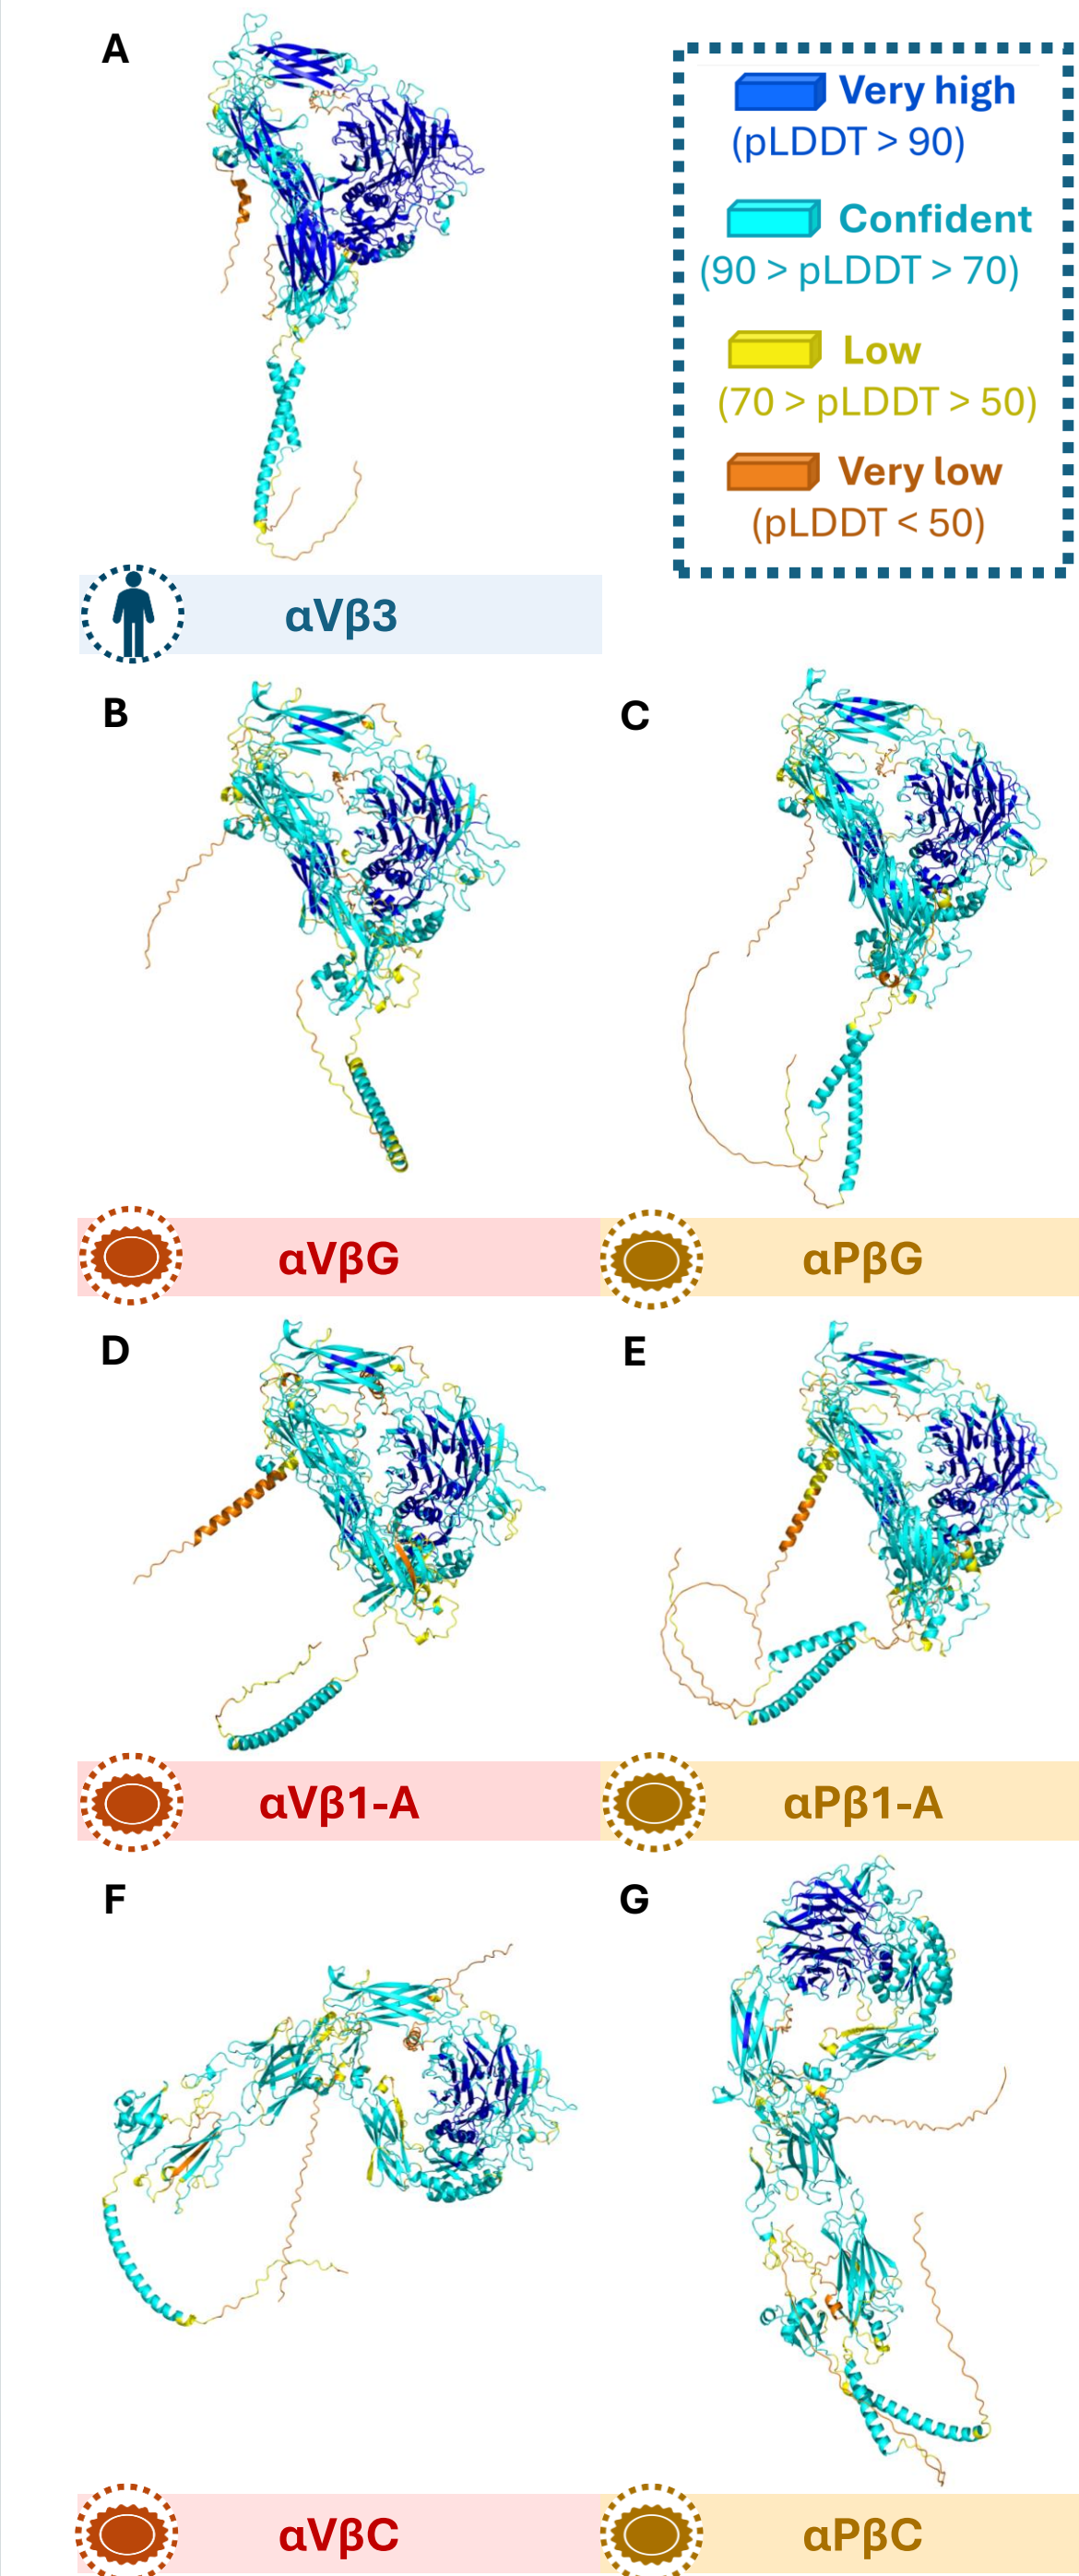 A
Very high
(pLDDT > 90)
Confident
(90 > pLDDT > 70)
Low
(70 > pLDDT > 50)
Very low
(pLDDT < 50)
αVβ3
B
C
αVβG
αPβG
D
E
αVβ1-A
αPβ1-A
F
G
αVβC
αPβC